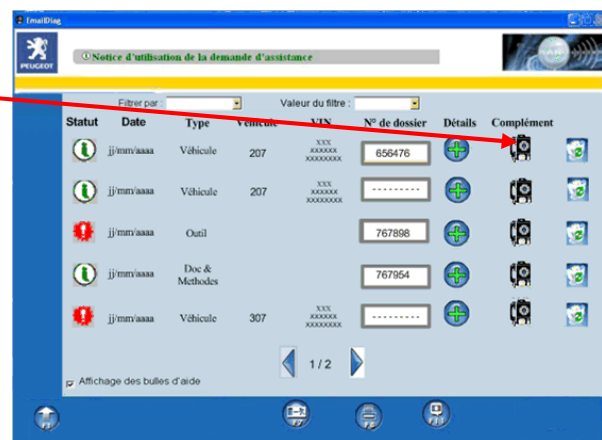 EmailDiag
PEUGEOT
Notice d'utilisation de la demande d'assistance
Filtrer par : Valeur du filtre :
Statut Date Type Véhicule VIN N° de dossier Détails Complément
jj/mm/aaaa Véhicule 207 xxx xxxxxx xxxxxxxx 656476
jj/mm/aaaa Véhicule 207 xxx xxxxxx xxxxxxxx ---------
jj/mm/aaaa Outil 767898
jj/mm/aaaa Doc & Methodes 767954
jj/mm/aaaa Véhicule 307 xxx xxxxxx xxxxxxxx ---------
1 / 2
Affichage des bulles d'aide